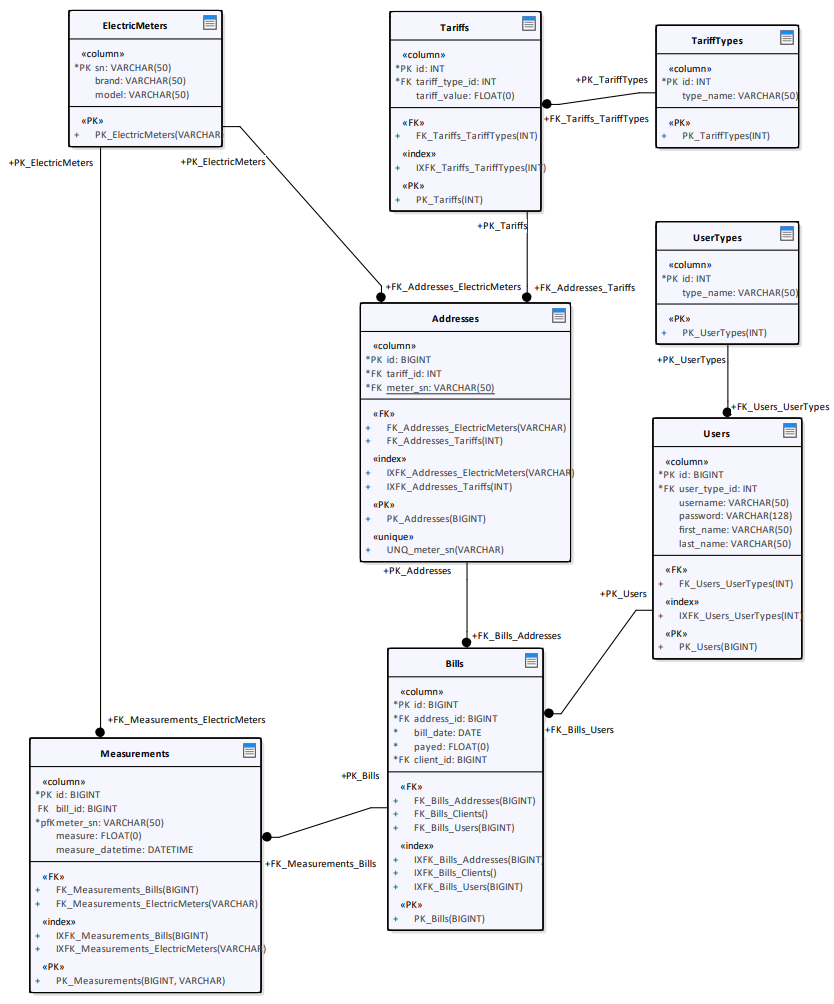 ElectricMeters
«column»
*PK sn: VARCHAR(50)
brand: VARCHAR(50)
model: VARCHAR(50)
«PK»
+ PK_ElectricMeters(VARCHAR
Tariffs
«column»
*PK id: INT
*FK tariff_type_id: INT
tariff_value: FLOAT(0)
«FK»
+ FK_Tariffs_TariffTypes(INT)
«index»
+ IXFK_Tariffs_TariffTypes(INT)
«PK»
+ PK_Tariffs(INT)
TariffTypes
«column»
*PK id: INT
type_name: VARCHAR(50)
«PK»
+ PK_TariffTypes(INT)
+PK_TariffTypes
+FK_Tariffs_TariffTypes
+PK_ElectricMeters
+PK_ElectricMeters
+PK_Tariffs
+FK_Addresses_ElectricMeters
+FK_Addresses_Tariffs
UserTypes
«column»
*PK id: INT
type_name: VARCHAR(50)
«PK»
+ PK_UserTypes(INT)
+PK_UserTypes
+FK_Users_UserTypes
Addresses
«column»
*PK id: BIGINT
*FK tariff_id: INT
*FK meter_sn: VARCHAR(50)
«FK»
+ FK_Addresses_ElectricMeters(VARCHAR)
+ FK_Addresses_Tariffs(INT)
«index»
+ IXFK_Addresses_ElectricMeters(VARCHAR)
+ IXFK_Addresses_Tariffs(INT)
«PK»
+ PK_Addresses(BIGINT)
«unique»
+ UNQ_meter_sn(VARCHAR)
Users
«column»
*PK id: BIGINT
*FK user_type_id: INT
username: VARCHAR(50)
password: VARCHAR(128)
first_name: VARCHAR(50)
last_name: VARCHAR(50)
«FK»
+ FK_Users_UserTypes(INT)
«index»
+ IXFK_Users_UserTypes(INT)
«PK»
+ PK_Users(BIGINT)
+PK_Addresses
+PK_Users
+FK_Bills_Addresses
+FK_Bills_Users
Bills
«column»
*PK id: BIGINT
*FK address_id: BIGINT
* bill_date: DATE
* payed: FLOAT(0)
*FK client_id: BIGINT
«FK»
+ FK_Bills_Addresses(BIGINT)
+ FK_Bills_Clients()
+ FK_Bills_Users(BIGINT)
«index»
+ IXFK_Bills_Addresses(BIGINT)
+ IXFK_Bills_Clients()
+ IXFK_Bills_Users(BIGINT)
«PK»
+ PK_Bills(BIGINT)
+FK_Measurements_ElectricMeters
+PK_Bills
+FK_Measurements_Bills
Measurements
«column»
*PK id: BIGINT
FK bill_id: BIGINT
*pfK meter_sn: VARCHAR(50)
measure: FLOAT(0)
measure_datetime: DATETIME
«FK»
+ FK_Measurements_Bills(BIGINT)
+ FK_Measurements_ElectricMeters(VARCHAR)
«index»
+ IXFK_Measurements_Bills(BIGINT)
+ IXFK_Measurements_ElectricMeters(VARCHAR)
«PK»
+ PK_Measurements(BIGINT, VARCHAR)